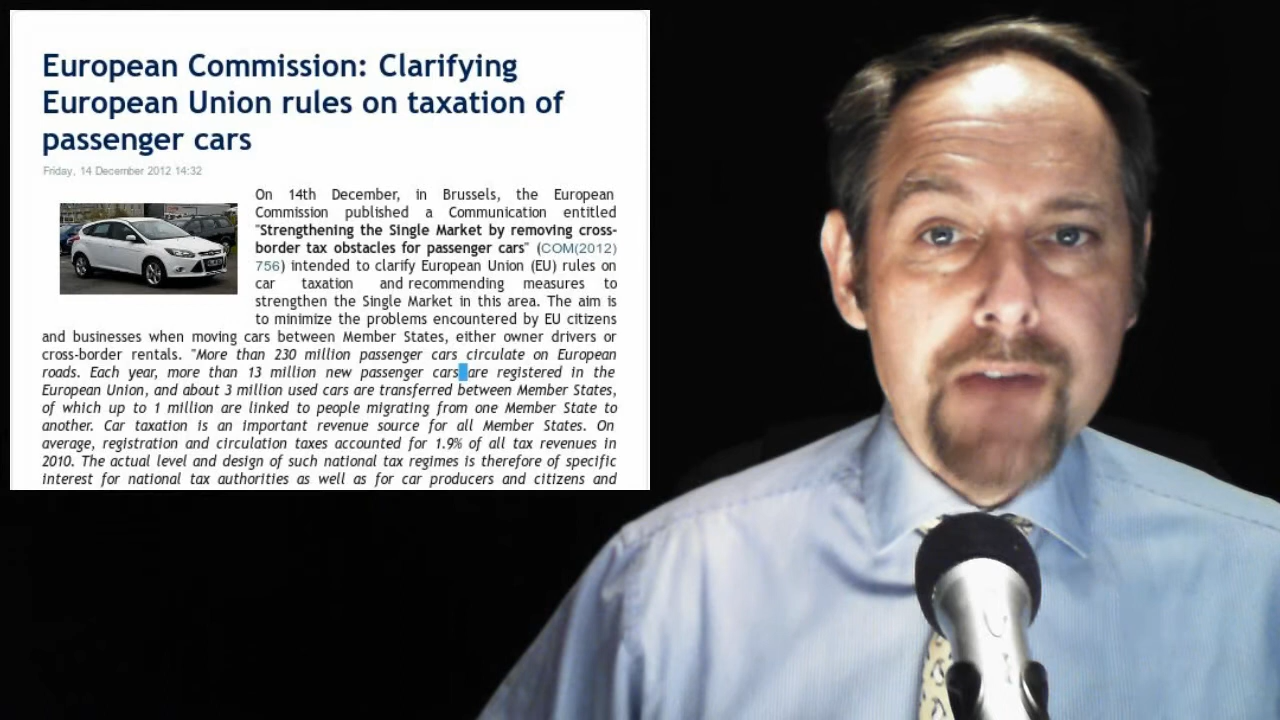 European Commission: Clarifying
European Union rules on taxation of
passenger cars
Friday, 14 December 2012 14:32
On 14th December, in Brussels, the European
Commission published a Communication entitled
"Strengthening the Single Market by removing cross-
border tax obstacles for passenger cars" (COM(2012)
756) intended to clarify European Union (EU) rules on
car taxation and recommending measures to
strengthen the Single Market in this area. The aim is
to minimize the problems encountered by EU citizens
and businesses when moving cars between Member States, either owner drivers or
cross-border rentals. "More than 230 million passenger cars circulate on European
roads. Each year, more than 13 million new passenger cars are registered in the
European Union, and about 3 million used cars are transferred between Member States,
of which up to 1 million are linked to people migrating from one Member State to
another. Car taxation is an important revenue source for all Member States. On
average, registration and circulation taxes accounted for 1.9% of all tax revenues in
2010. The actual level and design of such national tax regimes is therefore of specific
interest for national tax authorities as well as for car producers and citizens and